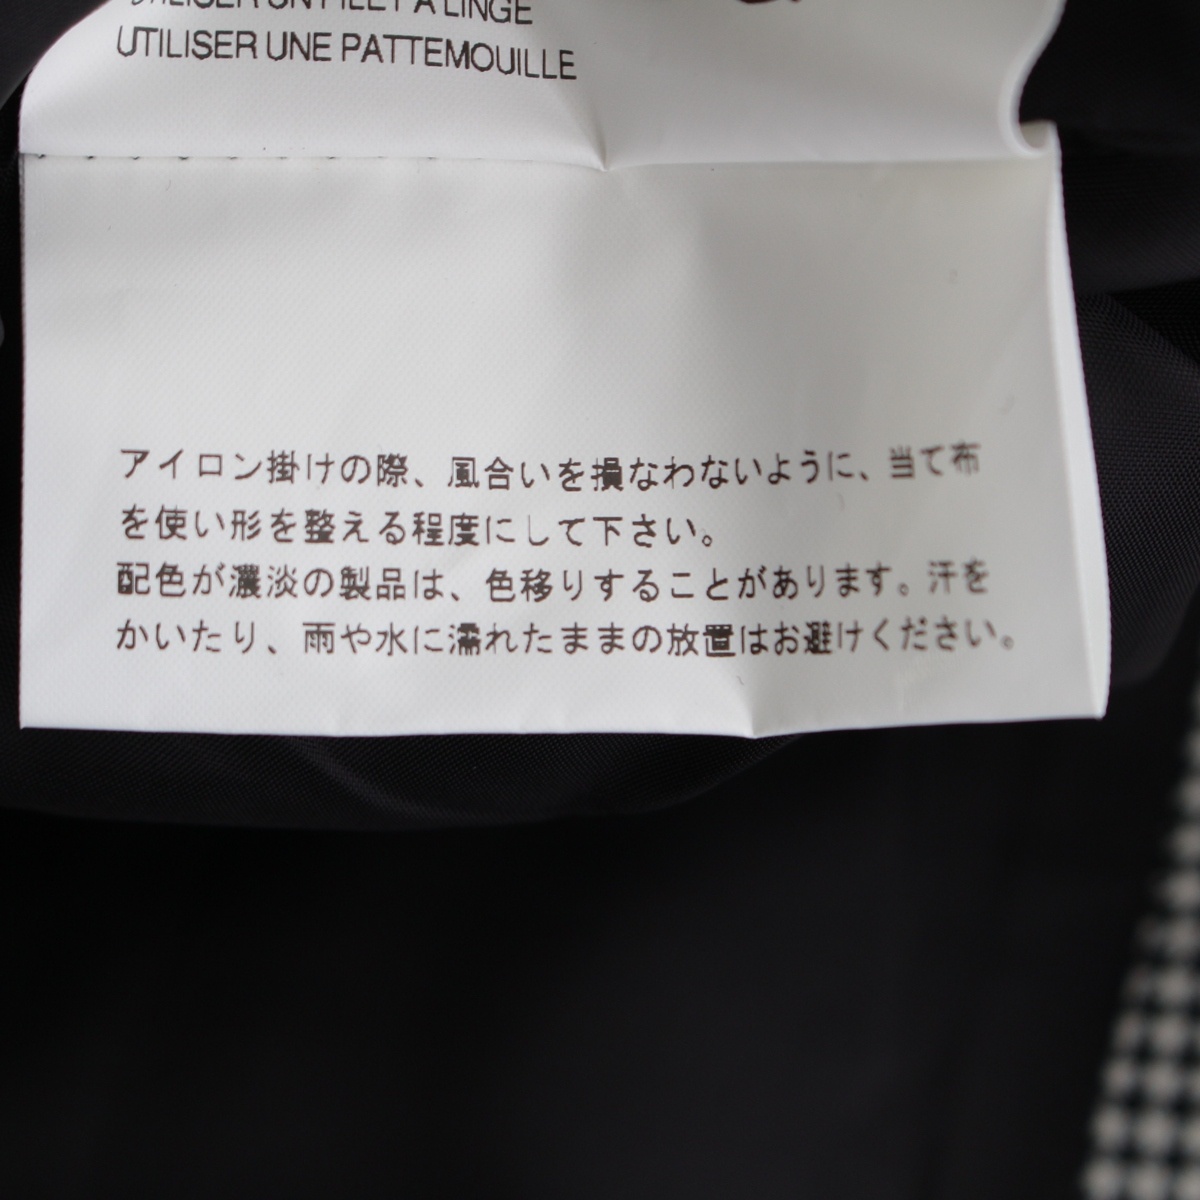 UTILISER UN FILET A LINGE
UTILISER UNE PATTEMOUILLE
アイロン掛けの際、風合いを損なわないように、当て布
を使い形を整える程度にして下さい。
配色が濃淡の製品は、色移りすることがあります。汗を
かいたり、雨や水に濡れたままの放置はお避けください。